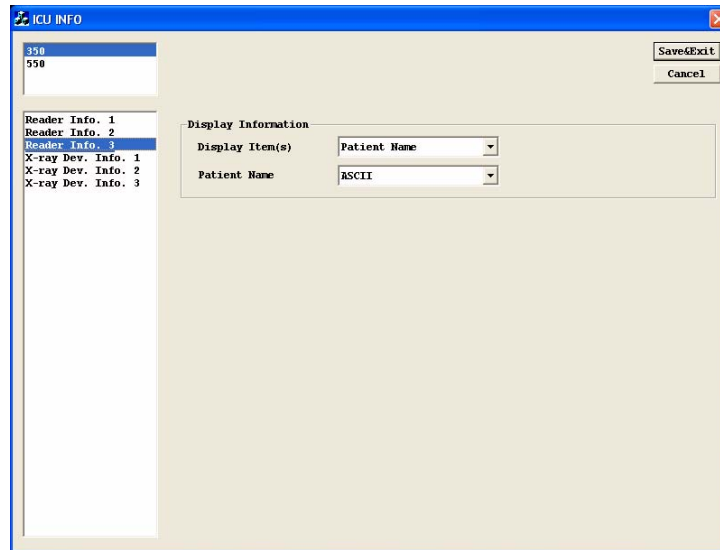 ICU INFO
350
550
Save&Exit
Cancel
Reader Info. 1
Reader Info. 2
Reader Info. 3
X-ray Dev. Info. 1
X-ray Dev. Info. 2
X-ray Dev. Info. 3
Display Information
Display Item(s) Patient Name
Patient Name ASCII